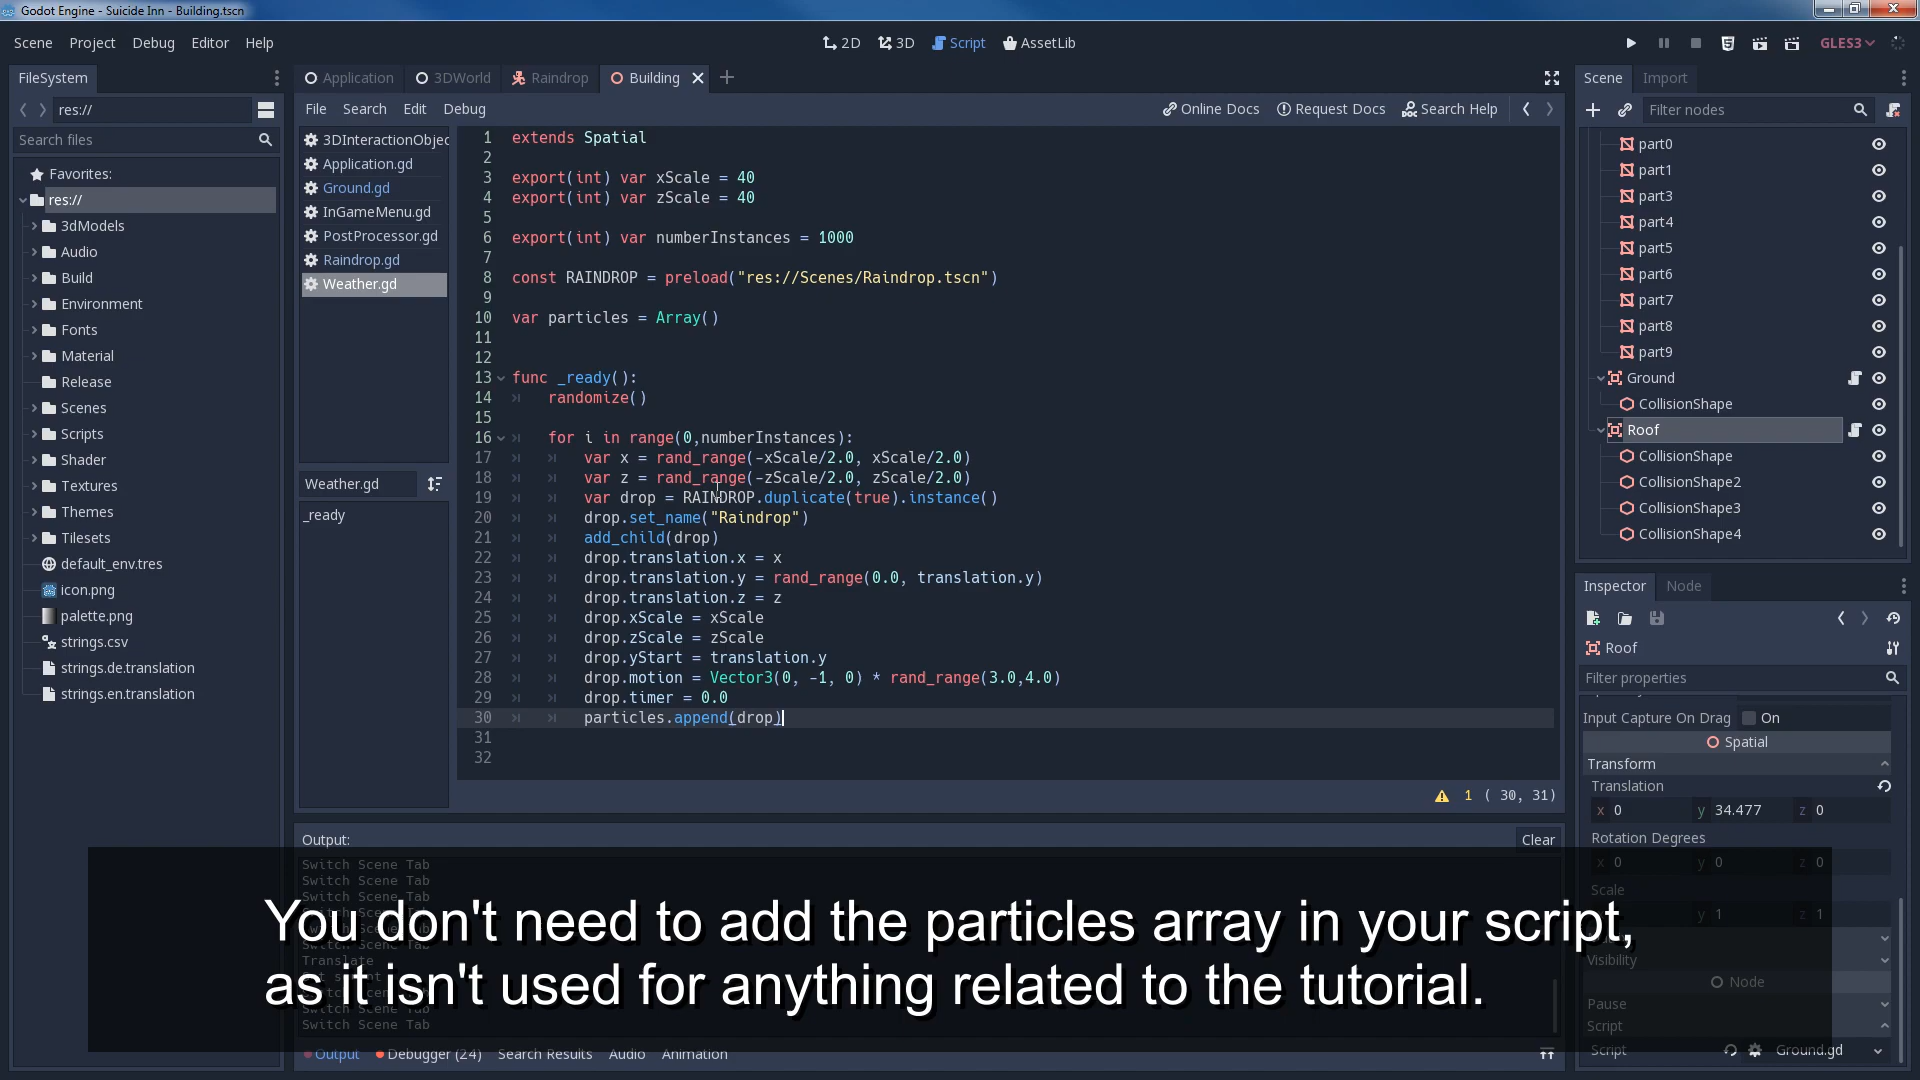 Godot Engine - Suicide Inn - Building.tscn
Scene Project Debug Editor Help
2D 3D Script AssetLib
GLES3
FileSystem
res://
Search files
Favorites:
res://
3dModels
Audio
Build
Environment
Fonts
Material
Release
Scenes
Scripts
Shader
Textures
Themes
Tilesets
default_env.tres
icon.png
palette.png
strings.csv
strings.de.translation
strings.en.translation
Application 3DWorld Raindrop Building
File Search Edit Debug
Online Docs Request Docs Search Help
3DInteractionObjec
Application.gd
Ground.gd
InGameMenu.gd
PostProcessor.gd
Raindrop.gd
Weather.gd
Weather.gd
_ready
1 extends Spatial
2
3 export(int) var xScale = 40
4 export(int) var zScale = 40
5
6 export(int) var numberInstances = 1000
7
8 const RAINDROP = preload("res://Scenes/Raindrop.tscn")
9
10 var particles = Array()
11
12
13 func _ready():
14 randomize()
15
16 for i in range(0,numberInstances):
17 var x = rand_range(-xScale/2.0, xScale/2.0)
18 var z = rand_range(-zScale/2.0, zScale/2.0)
19 var drop = RAINDROP.duplicate(true).instance()
20 drop.set_name("Raindrop")
21 add_child(drop)
22 drop.translation.x = x
23 drop.translation.y = rand_range(0.0, translation.y)
24 drop.translation.z = z
25 drop.xScale = xScale
26 drop.zScale = zScale
27 drop.yStart = translation.y
28 drop.motion = Vector3(0, -1, 0) * rand_range(3.0,4.0)
29 drop.timer = 0.0
30 particles.append(drop)
31
32
1 ( 30, 31)
Output:
Clear
Switch Scene Tab
Switch Scene Tab
Switch Scene Tab
Switch Scene Tab
Translate
Switch Scene Tab
You don't need to add the particles array in your script,
as it isn't used for anything related to the tutorial.
Output Debugger (24) Search Results Audio Animation
Scene Import
Filter nodes
part0
part1
part3
part4
part5
part6
part7
part8
part9
Ground
CollisionShape
Roof
CollisionShape
CollisionShape2
CollisionShape3
CollisionShape4
Inspector Node
Roof
Filter properties
Input Capture On Drag On
Spatial
Transform
Translation
x 0 y 34.477 z 0
Rotation Degrees
x 0 y 0 z 0
Scale
y 1 z 1
Visibility
Node
Pause
Script
Script Ground.gd